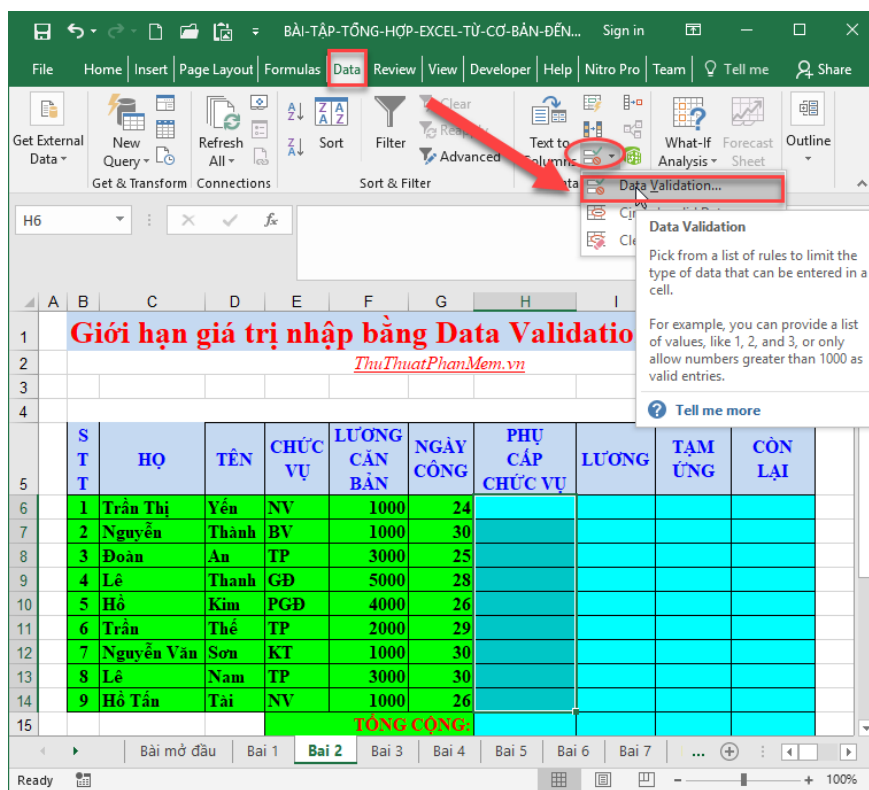 BÀI-TẬP-TỔNG-HỢP-EXCEL-TỪ-CƠ-BẢN-ĐẾN... Sign in
File Home Insert Page Layout Formulas Data Review View Developer Help Nitro Pro Team Tell me Share
Get External Data
New Query
Refresh All
Sort
Filter
Clear
Reapply
Advanced
Text to Columns
What-If Analysis
Forecast Sheet
Outline
Get & Transform Connections Sort & Filter
Data Validation...
H6
fx
Data Validation
Pick from a list of rules to limit the
type of data that can be entered in a
cell.
For example, you can provide a list
of values, like 1, 2, and 3, or only
allow numbers greater than 1000 as
valid entries.
Tell me more
A B C D E F G H I
1 Giới hạn giá trị nhập bằng Data Validatio
2 ThuThuatPhanMem.vn
3
4
5 STT HỌ TÊN CHỨC VỤ LƯƠNG CĂN BẢN NGÀY CÔNG PHỤ CẤP CHỨC VỤ LƯƠNG TẠM ỨNG CÒN LẠI
6 1 Trần Thị Yến NV 1000 24
7 2 Nguyễn Thành BV 1000 30
8 3 Đoàn An TP 3000 25
9 4 Lê Thanh GĐ 5000 28
10 5 Hồ Kim PGĐ 4000 26
11 6 Trần Thế TP 2000 29
12 7 Nguyễn Văn Sơn KT 1000 30
13 8 Lê Nam TP 3000 30
14 9 Hồ Tấn Tài NV 1000 26
15 TỔNG CỘNG:
Bài mở đầu Bai 1 Bai 2 Bai 3 Bai 4 Bai 5 Bai 6 Bai 7 ...
Ready 100%